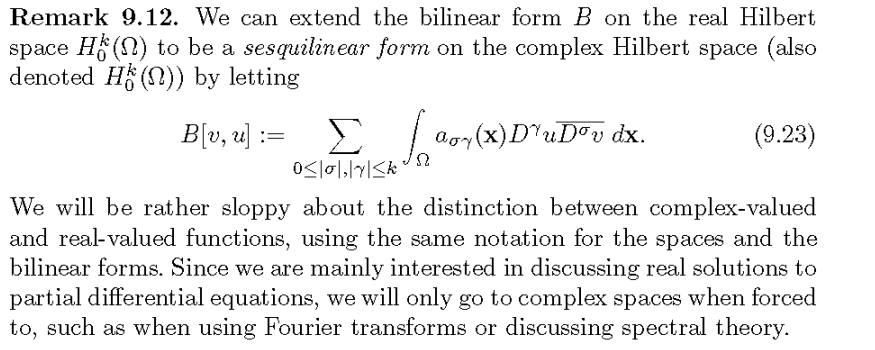 Remark 9.12. We can extend the bilinear form B on the real Hilbert
space H₀ᵏ(Ω) to be a sesquilinear form on the complex Hilbert space (also
denoted H₀ᵏ(Ω)) by letting
B[v, u] := ∑_{0≤|σ|,|γ|≤k} ∫_Ω a_{σγ}(x)D^γ u \overline{D^σ v} dx. (9.23)
We will be rather sloppy about the distinction between complex-valued
and real-valued functions, using the same notation for the spaces and the
bilinear forms. Since we are mainly interested in discussing real solutions to
partial differential equations, we will only go to complex spaces when forced
to, such as when using Fourier transforms or discussing spectral theory.